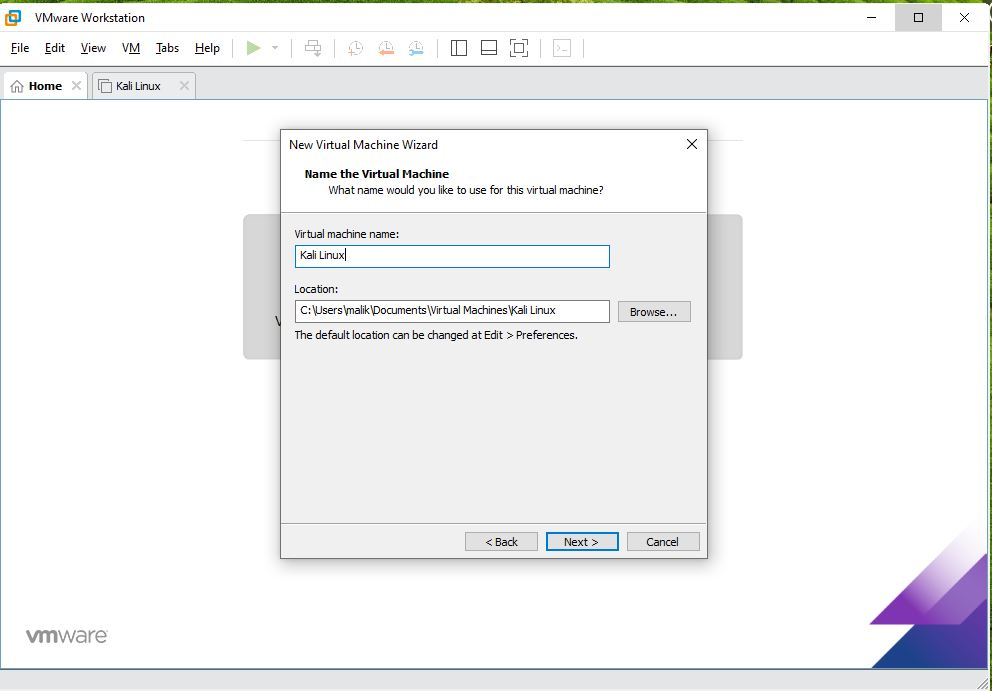 VMware Workstation
File Edit View VM Tabs Help
Home Kali Linux
New Virtual Machine Wizard
Name the Virtual Machine
What name would you like to use for this virtual machine?
Virtual machine name:
Kali Linux
Location:
C:\Users\malik\Documents\Virtual Machines\Kali Linux Browse...
The default location can be changed at Edit > Preferences.
< Back Next > Cancel
vmware